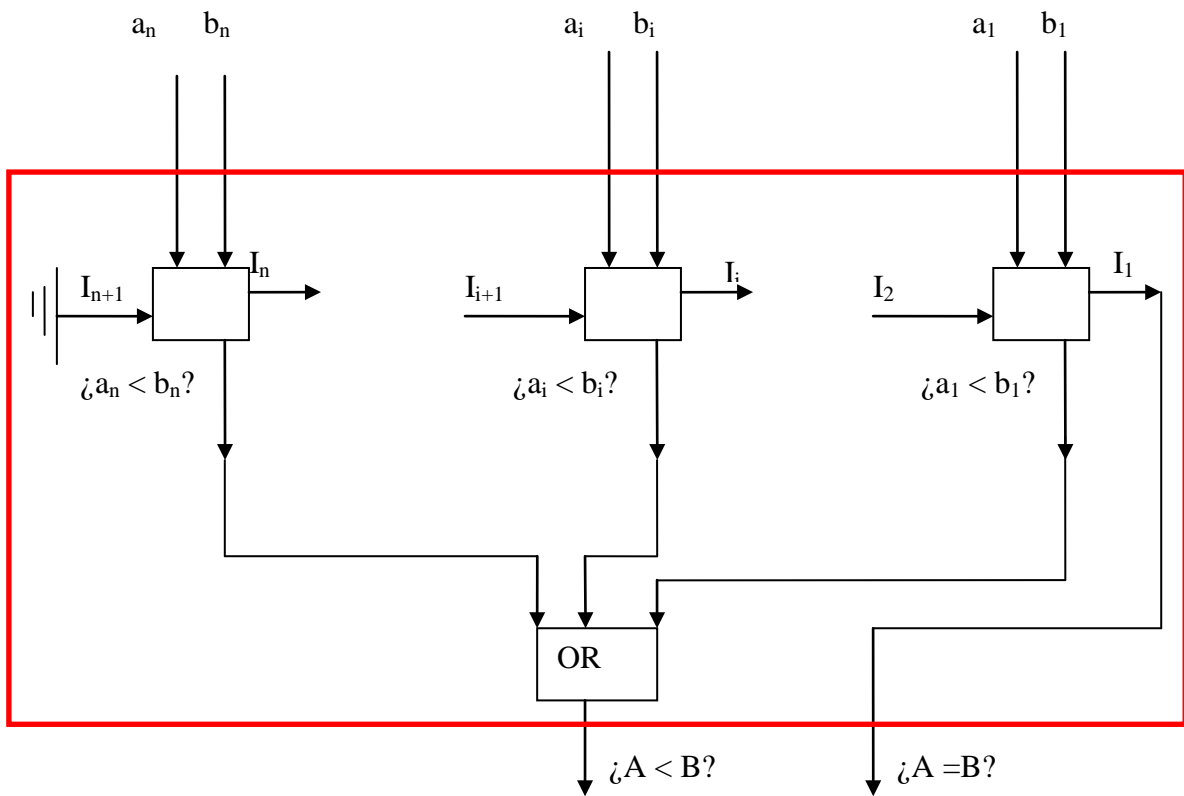 aₙ bₙ aᵢ bᵢ a₁ b₁
Iₙ Iᵢ I₁
Iₙ₊₁ Iᵢ₊₁ I₂
¿aₙ < bₙ? ¿aᵢ < bᵢ? ¿a₁ < b₁?
OR
¿A < B? ¿A =B?